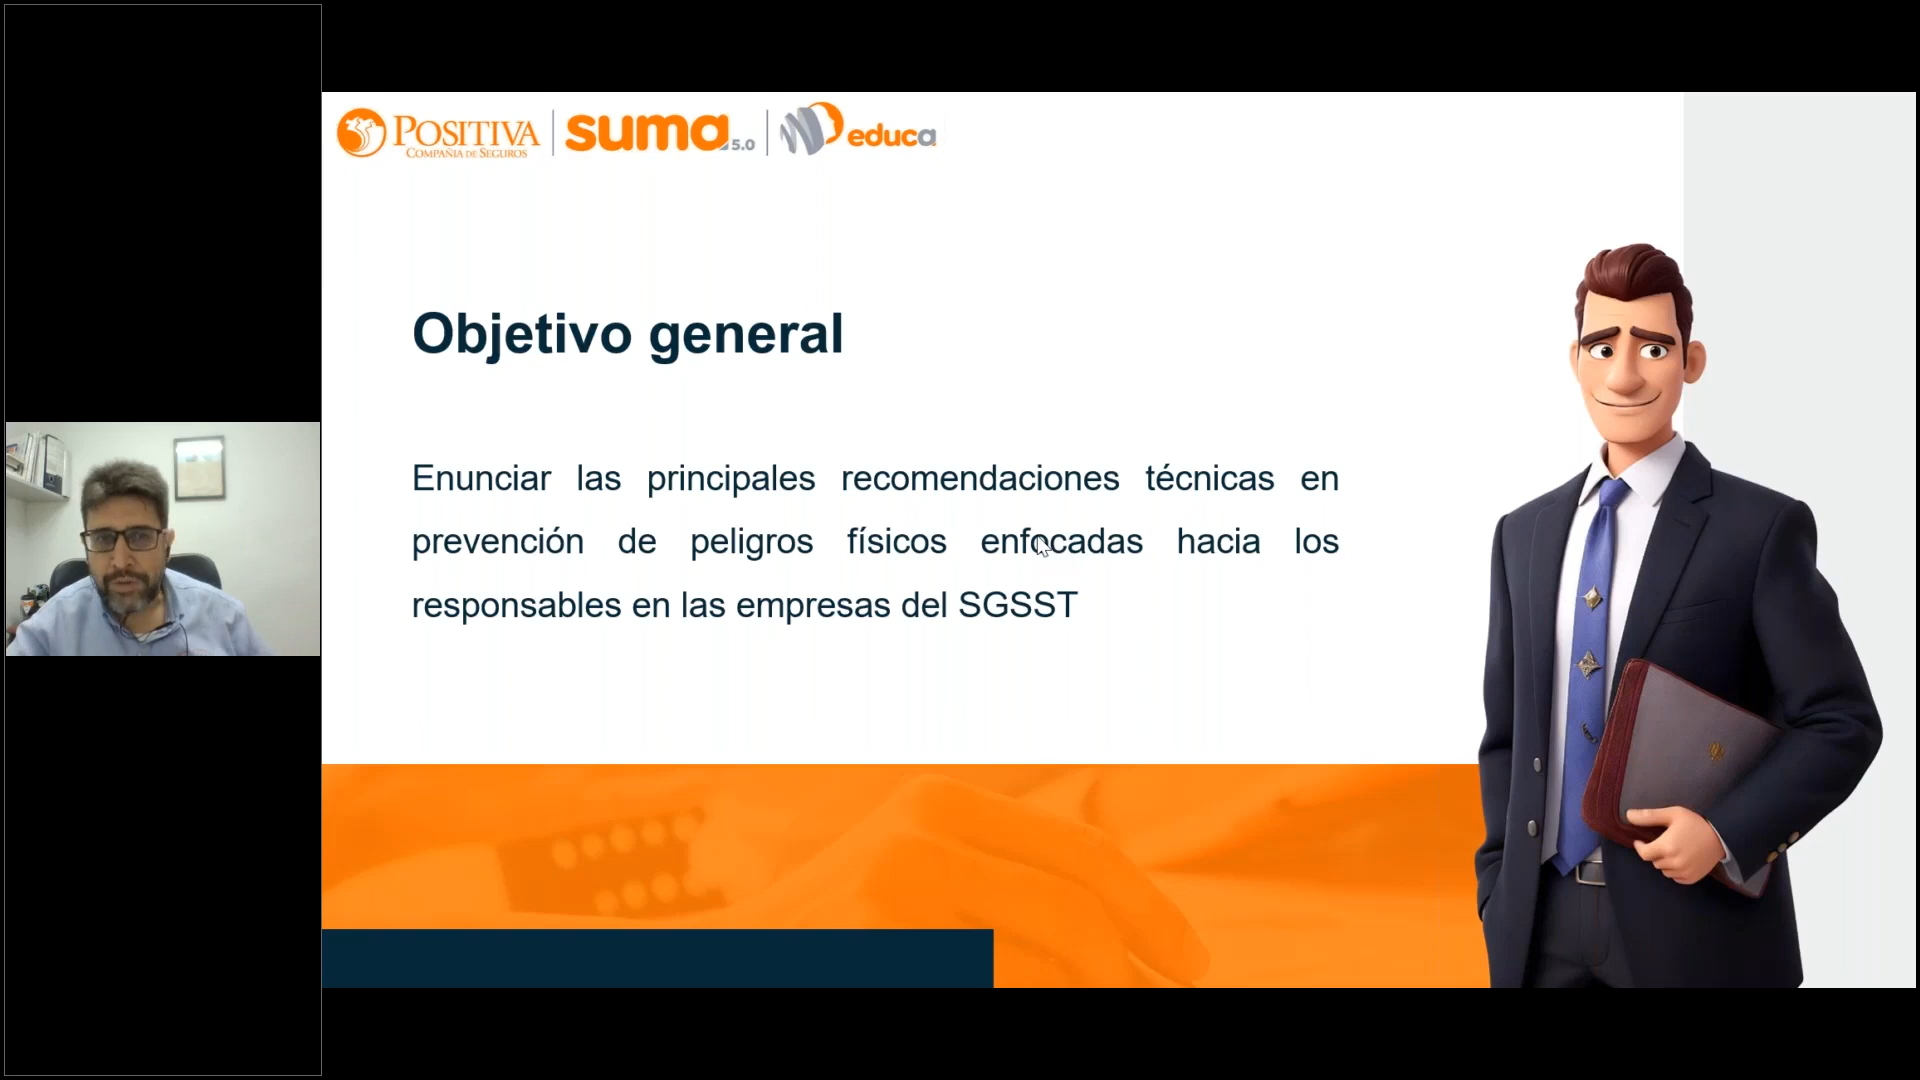 POSITIVA
COMPAÑIA DE SEGUROS
suma 5.0
educa
Objetivo general
Enunciar las principales recomendaciones técnicas en
prevención de peligros físicos enfocadas hacia los
responsables en las empresas del SGSST